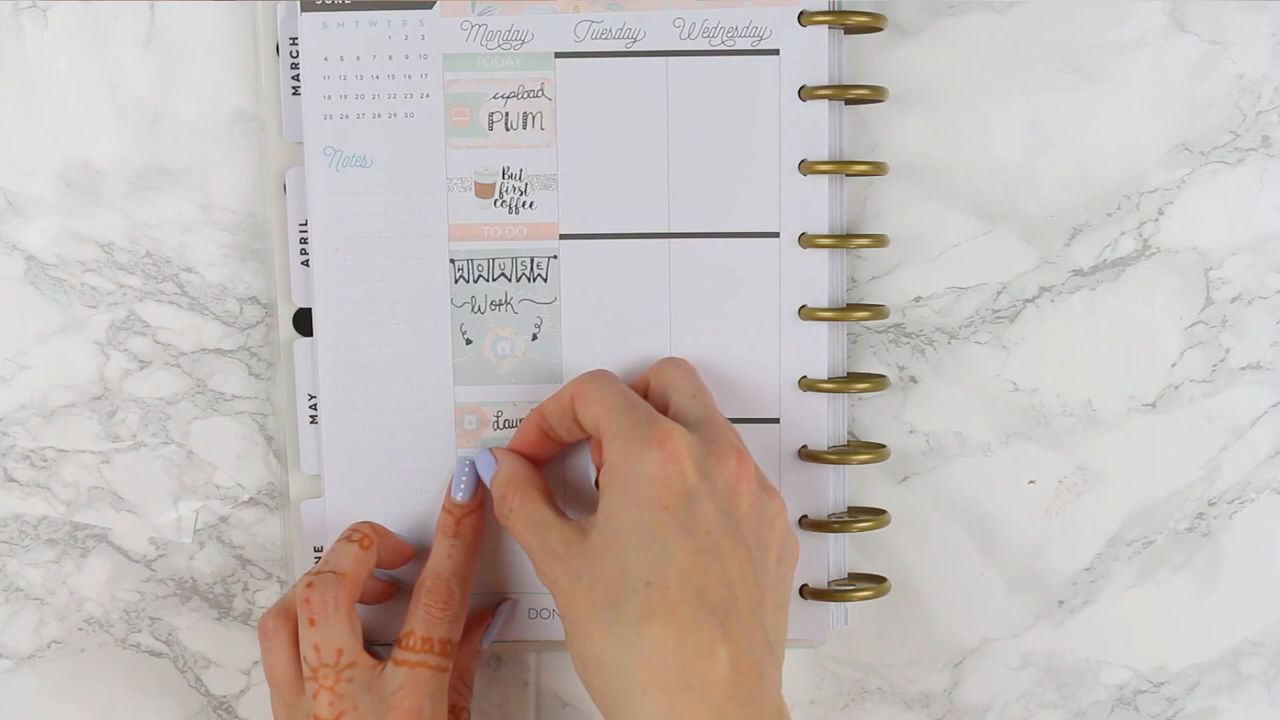 JUNE
S M T W T F S
1 2 3
4 5 6 7 8 9 10
11 12 13 14 15 16 17
18 19 20 21 22 23 24
25 26 27 28 29 30
Notes
MARCH
APRIL
MAY
Monday Tuesday Wednesday
TODAY
upload
PWM
But
first
coffee
TO DO
HOUSE
Work